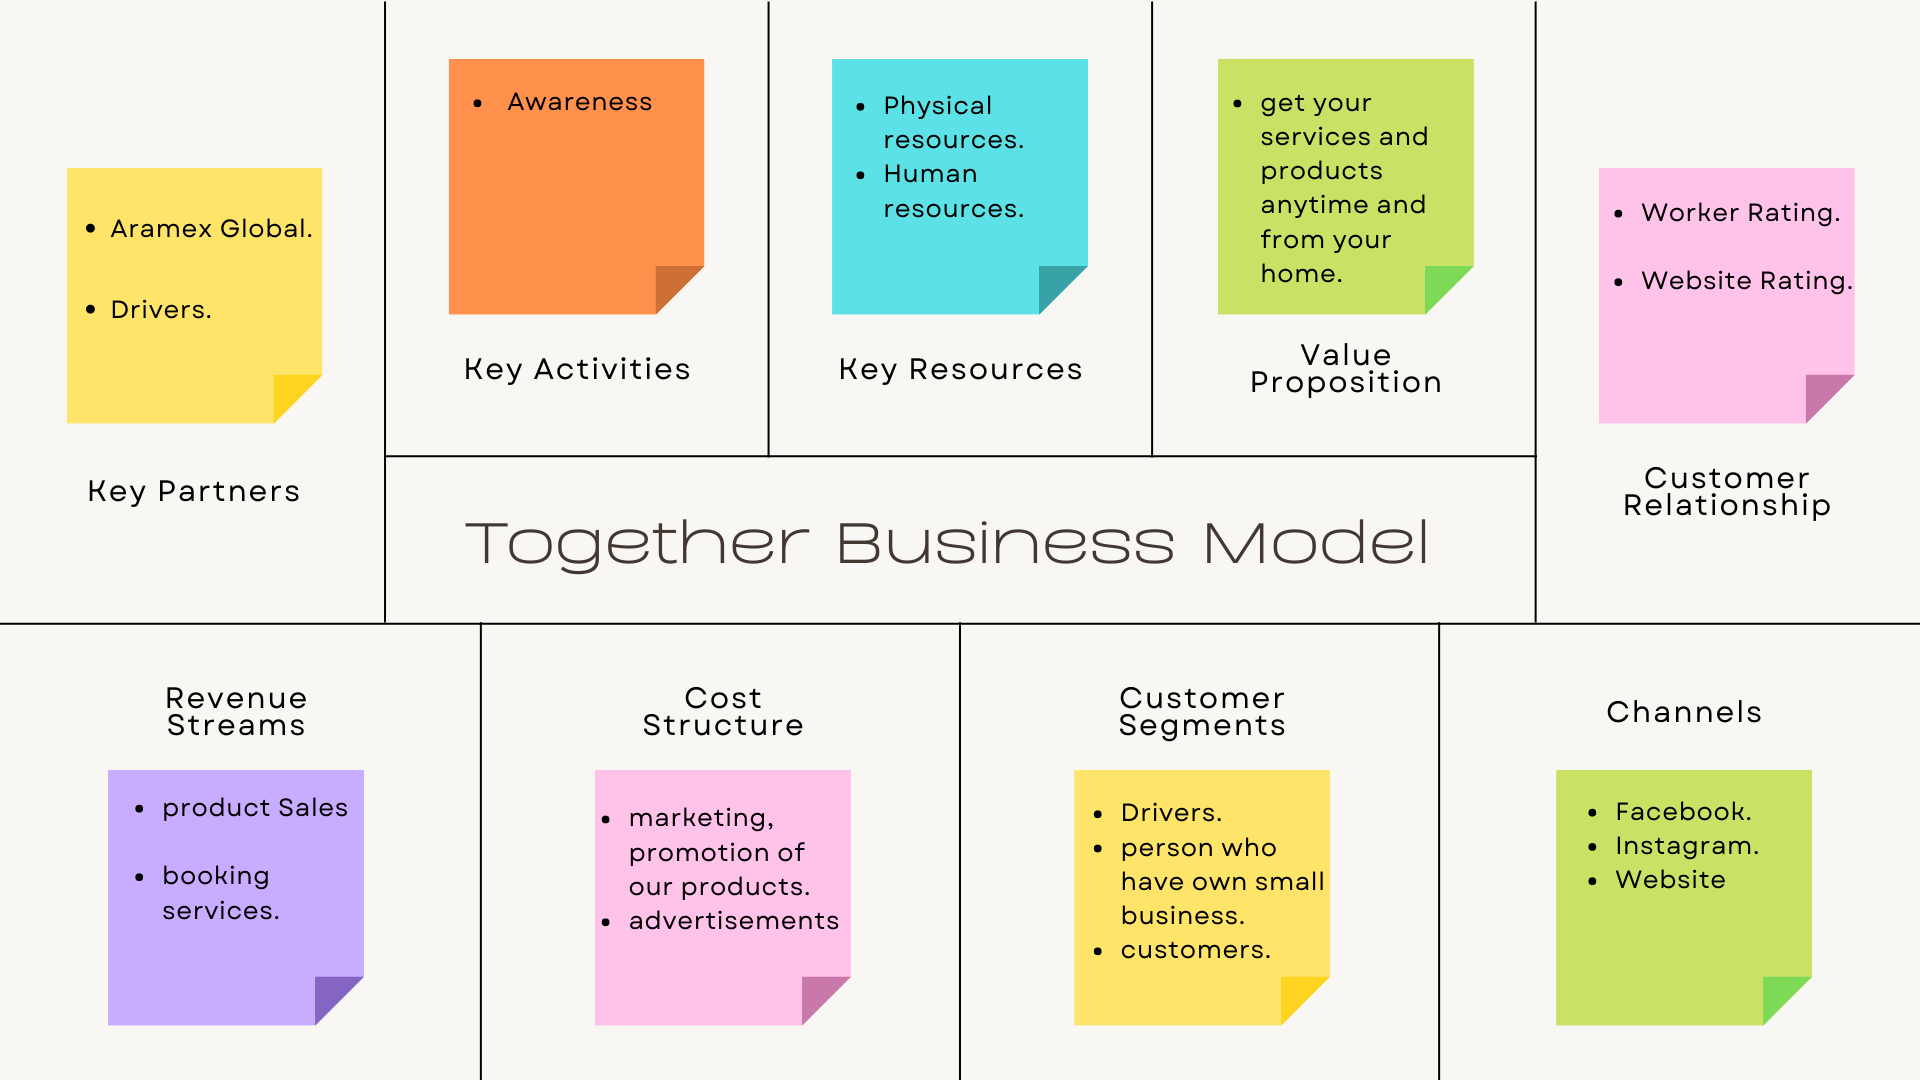 • Aramex Global.
• Drivers.
Key Partners
• Awareness
Key Activities
• Physical
resources.
• Human
resources.
Key Resources
• get your
services and
products
anytime and
from your
home.
Value
Proposition
• Worker Rating.
• Website Rating.
Customer
Relationship
Together Business Model
Revenue
Streams
• product Sales
• booking
services.
Cost
Structure
• marketing,
promotion of
our products.
• advertisements
Customer
Segments
• Drivers.
• person who
have own small
business.
• customers.
Channels
• Facebook.
• Instagram.
• Website